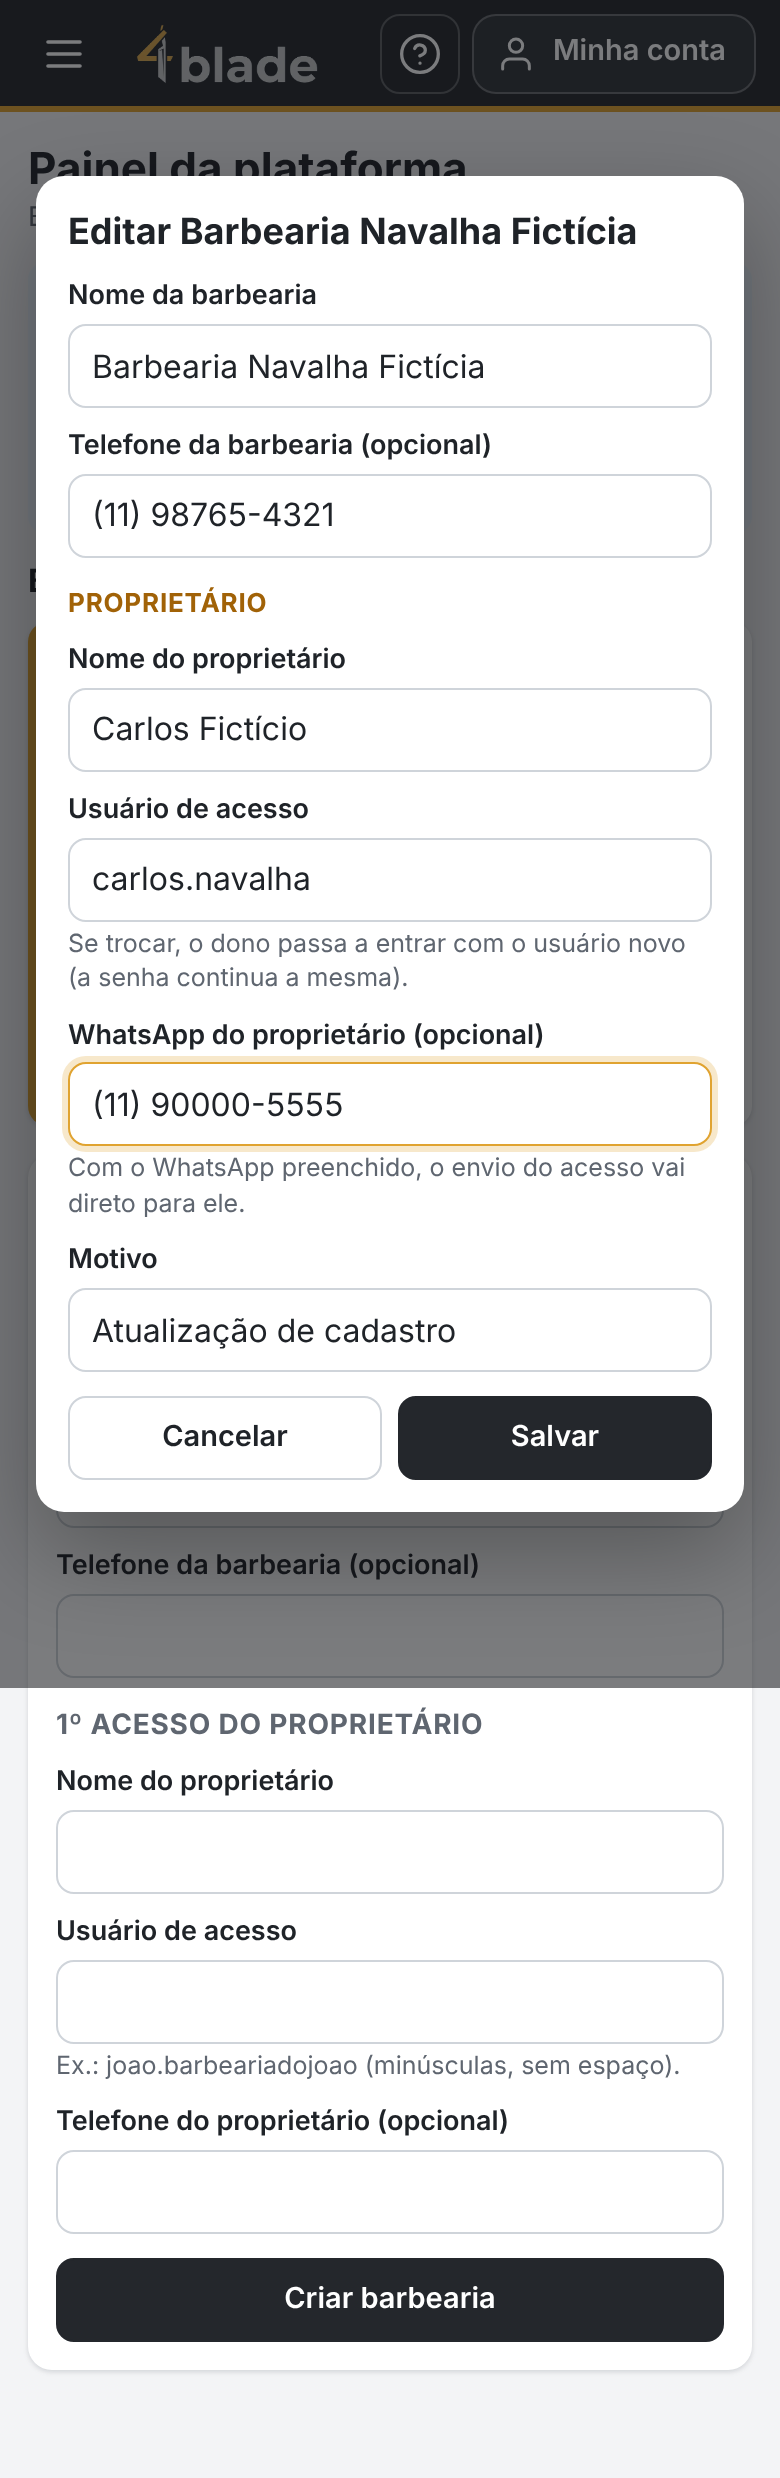 4blade
Minha conta
Painel da plataforma
Editar Barbearia Navalha Fictícia
Nome da barbearia
Barbearia Navalha Fictícia
Telefone da barbearia (opcional)
(11) 98765-4321
PROPRIETÁRIO
Nome do proprietário
Carlos Fictício
Usuário de acesso
carlos.navalha
Se trocar, o dono passa a entrar com o usuário novo
(a senha continua a mesma).
WhatsApp do proprietário (opcional)
(11) 90000-5555
Com o WhatsApp preenchido, o envio do acesso vai
direto para ele.
Motivo
Atualização de cadastro
Cancelar
Salvar
Telefone da barbearia (opcional)
1º ACESSO DO PROPRIETÁRIO
Nome do proprietário
Usuário de acesso
Ex.: joao.barbeariadojoao (minúsculas, sem espaço).
Telefone do proprietário (opcional)
Criar barbearia